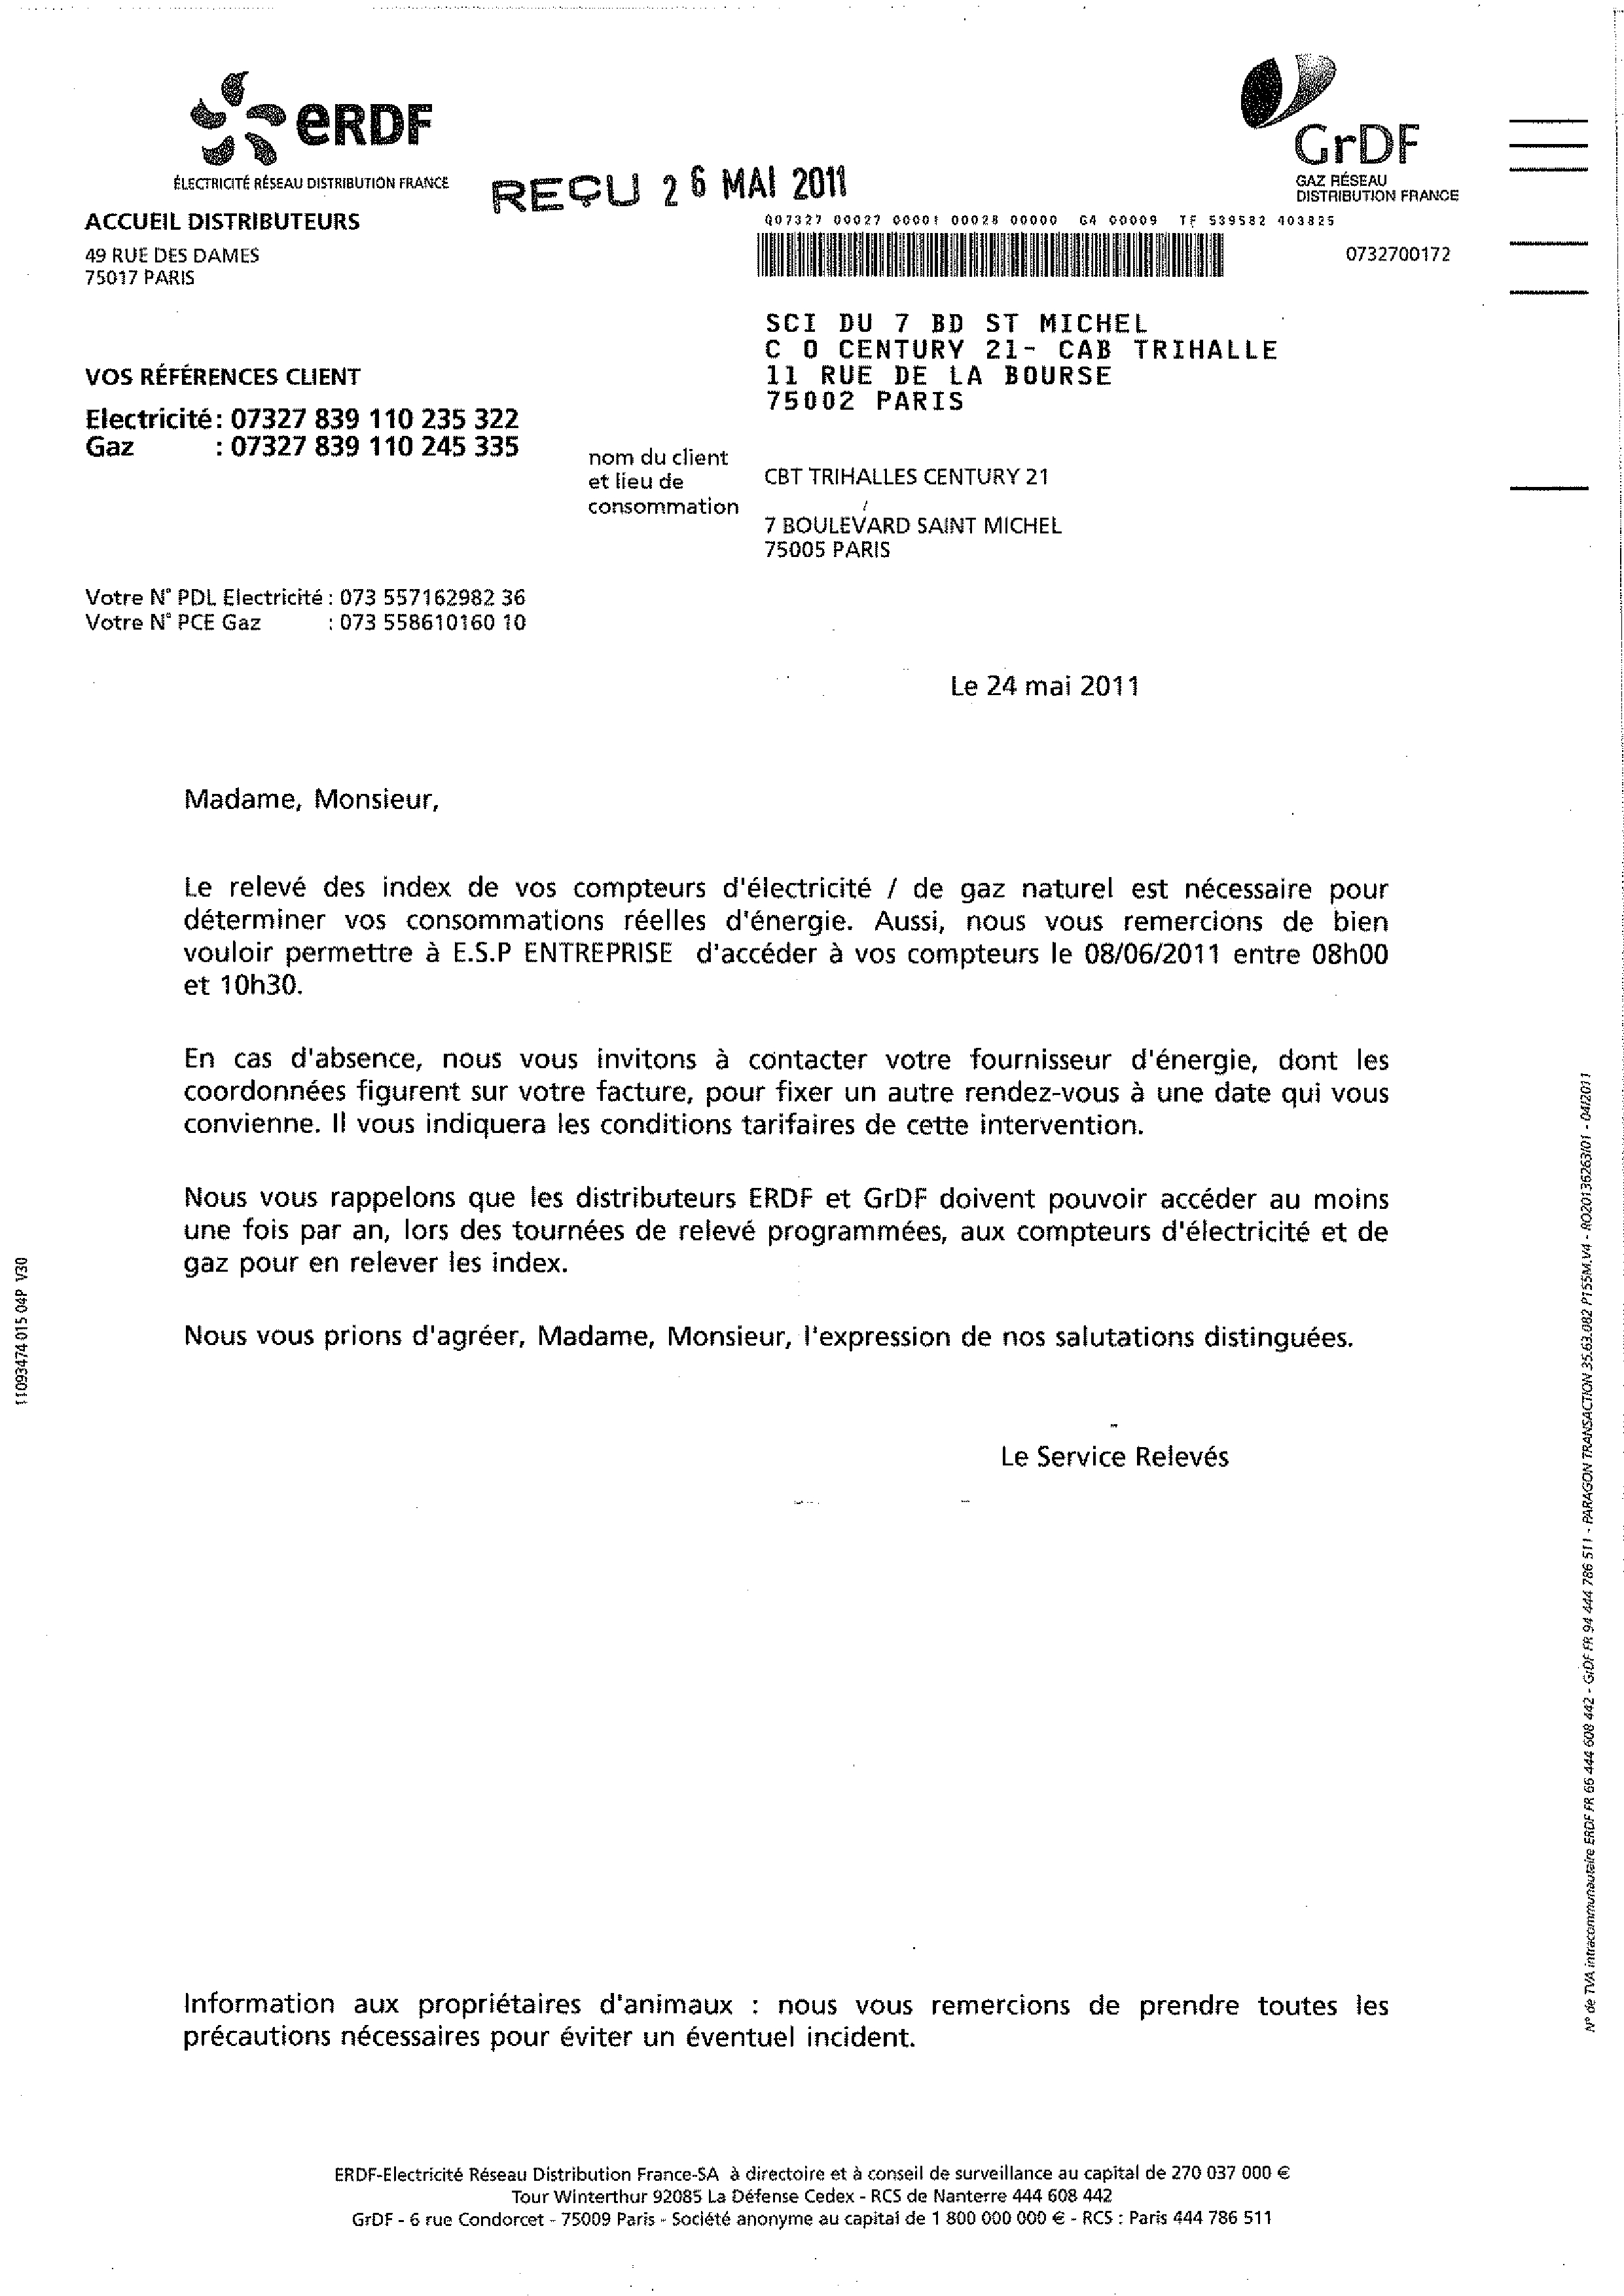 eRDF
ÉLECTRICITÉ RÉSEAU DISTRIBUTION FRANCE
GrDF
GAZ RÉSEAU
DISTRIBUTION FRANCE
REÇU 26 MAI 2011
ACCUEIL DISTRIBUTEURS
49 RUE DES DAMES
75017 PARIS
007327 00027 00001 00028 00000 G4 00009 TF 539582 403825
0732700172
SCI DU 7 BD ST MICHEL
C O CENTURY 21- CAB TRIHALLE
11 RUE DE LA BOURSE
75002 PARIS
VOS RÉFÉRENCES CLIENT
Electricité : 07327 839 110 235 322
Gaz : 07327 839 110 245 335
nom du client
et lieu de
consommation
CBT TRIHALLES CENTURY 21
/
7 BOULEVARD SAINT MICHEL
75005 PARIS
Votre N° PDL Electricité : 073 557162982 36
Votre N° PCE Gaz : 073 558610160 10
Le 24 mai 2011
Madame, Monsieur,
Le relevé des index de vos compteurs d'électricité / de gaz naturel est nécessaire pour
déterminer vos consommations réelles d'énergie. Aussi, nous vous remercions de bien
vouloir permettre à E.S.P ENTREPRISE d'accéder à vos compteurs le 08/06/2011 entre 08h00
et 10h30.
En cas d'absence, nous vous invitons à contacter votre fournisseur d'énergie, dont les
coordonnées figurent sur votre facture, pour fixer un autre rendez-vous à une date qui vous
convienne. Il vous indiquera les conditions tarifaires de cette intervention.
Nous vous rappelons que les distributeurs ERDF et GrDF doivent pouvoir accéder au moins
une fois par an, lors des tournées de relevé programmées, aux compteurs d'électricité et de
gaz pour en relever les index.
Nous vous prions d'agréer, Madame, Monsieur, l'expression de nos salutations distinguées.
Le Service Relevés
Information aux propriétaires d'animaux : nous vous remercions de prendre toutes les
précautions nécessaires pour éviter un éventuel incident.
ERDF-Electricité Réseau Distribution France-SA à directoire et à conseil de surveillance au capital de 270 037 000 €
Tour Winterthur 92085 La Défense Cedex - RCS de Nanterre 444 608 442
GrDF - 6 rue Condorcet - 75009 Paris - Société anonyme au capital de 1 800 000 000 € - RCS : Paris 444 786 511
11093474 015 04P V30
N° de TVA intracommunautaire ERDF FR 66 444 608 442 - GrDF FR 94 444 786 511 - PARAGON TRANSACTION 35.63.082 P155M.V4 - RO20136263/01 - 04/2011